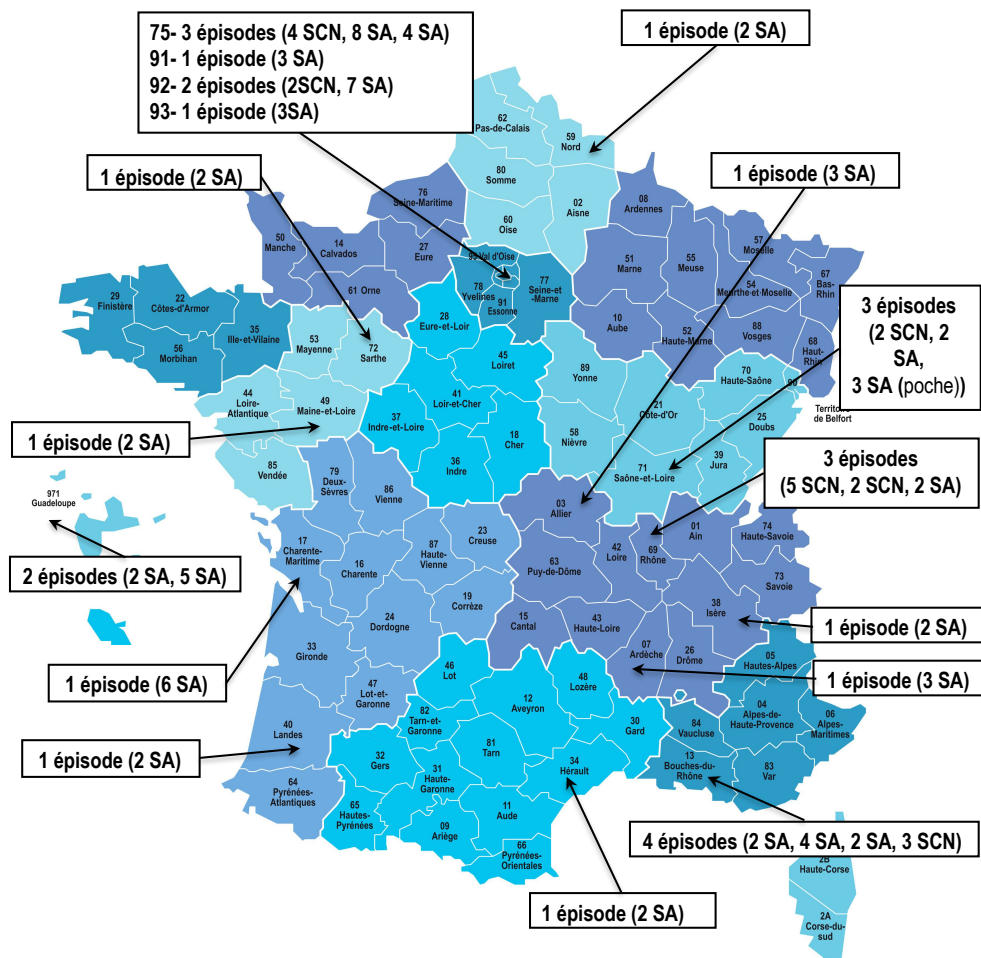 75- 3 épisodes (4 SCN, 8 SA, 4 SA)
91- 1 épisode (3 SA)
92- 2 épisodes (2SCN, 7 SA)
93- 1 épisode (3SA)
1 épisode (2 SA)
1 épisode (2 SA)
1 épisode (3 SA)
3 épisodes
(2 SCN, 2
SA,
3 SA (poche))
1 épisode (2 SA)
3 épisodes
(5 SCN, 2 SCN, 2 SA)
2 épisodes (2 SA, 5 SA)
1 épisode (2 SA)
1 épisode (6 SA)
1 épisode (3 SA)
1 épisode (2 SA)
4 épisodes (2 SA, 4 SA, 2 SA, 3 SCN)
1 épisode (2 SA)
62
Pas-de-Calais
59
Nord
80
Somme
02
Aisne
60
Oise
76
Seine-Maritime
27
Eure
14
Calvados
50
Manche
61 Orne
08
Ardennes
51
Marne
55
Meuse
57
Moselle
54
Meurthe-et-Moselle
67
Bas-
Rhin
10
Aube
52
Haute-Marne
88
Vosges
68
Haut-
Rhin
95 Val d'Oise
78
Yvelines
91
Essonne
77
Seine-et-
Marne
29
Finistère
22
Côtes-d'Armor
35
Ille-et-Vilaine
56
Morbihan
53
Mayenne
72
Sarthe
44
Loire-
Atlantique
49
Maine-et-Loire
85
Vendée
28
Eure-et-Loir
45
Loiret
41
Loir-et-Cher
37
Indre-et-Loire
18
Cher
36
Indre
89
Yonne
21
Côte-d'Or
58
Nièvre
71
Saône-et-Loire
70
Haute-Saône
90
Territoire
de Belfort
25
Doubs
39
Jura
79
Deux-
Sèvres
86
Vienne
17
Charente-
Maritime
16
Charente
87
Haute-
Vienne
23
Creuse
19
Corrèze
24
Dordogne
33
Gironde
47
Lot-et-
Garonne
40
Landes
64
Pyrénées-
Atlantiques
03
Allier
63
Puy-de-Dôme
42
Loire
69
Rhône
01
Ain
74
Haute-Savoie
73
Savoie
38
Isère
15
Cantal
43
Haute-Loire
07
Ardèche
26
Drôme
46
Lot
12
Aveyron
48
Lozère
30
Gard
82
Tarn-et-
Garonne
81
Tarn
34
Hérault
32
Gers
31
Haute-
Garonne
65
Hautes-
Pyrénées
09
Ariège
11
Aude
66
Pyrénées-
Orientales
05
Hautes-Alpes
04
Alpes-de-
Haute-Provence
06
Alpes-
Maritimes
84
Vaucluse
13
Bouches-du-
Rhône
83
Var
2B
Haute-Corse
2A
Corse-du-
sud
971
Guadeloupe